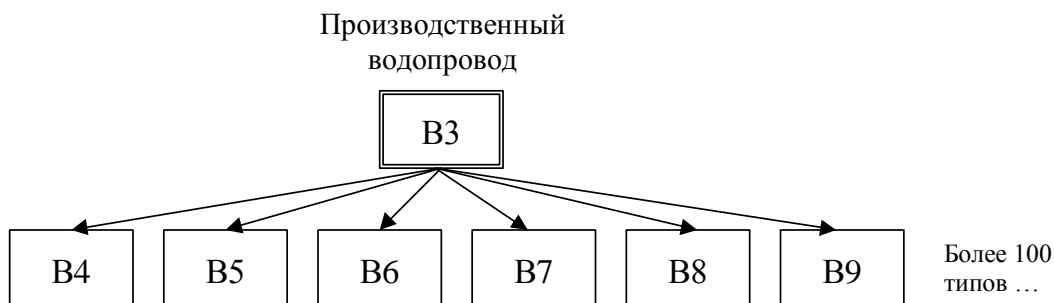 Производственный
водопровод
В3
В4 В5 В6 В7 В8 В9
Более 100
типов …